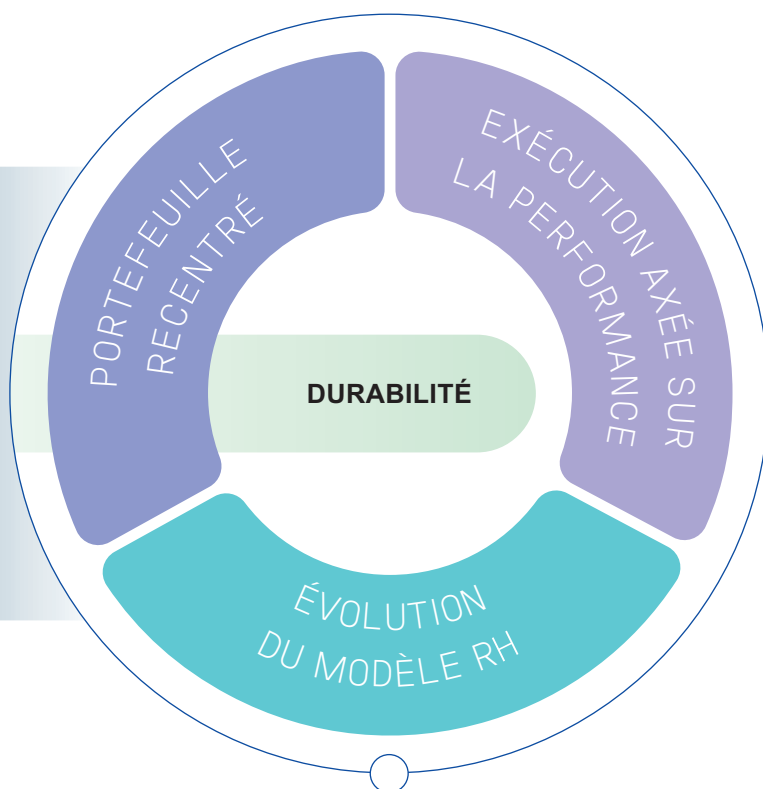 PORTEFEUILLE
RECENTRÉ
EXÉCUTION AXÉE SUR
LA PERFORMANCE
DURABILITÉ
ÉVOLUTION
DU MODÈLE RH